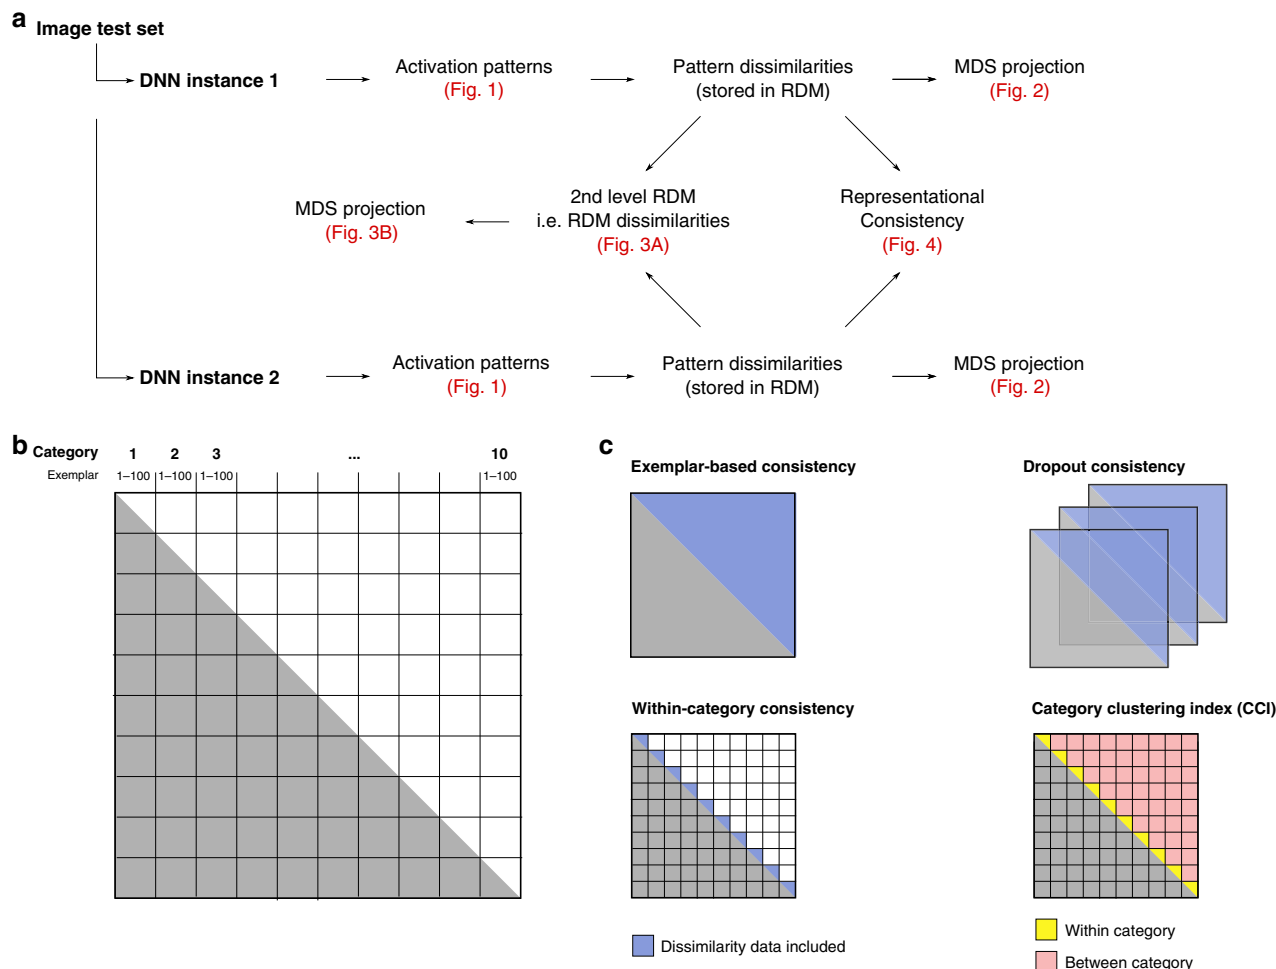 a
Image test set
DNN instance 1
Activation patterns
(Fig. 1)
Pattern dissimilarities
(stored in RDM)
MDS projection
(Fig. 2)
MDS projection
(Fig. 3B)
2nd level RDM
i.e. RDM dissimilarities
(Fig. 3A)
Representational
Consistency
(Fig. 4)
DNN instance 2
Activation patterns
(Fig. 1)
Pattern dissimilarities
(stored in RDM)
MDS projection
(Fig. 2)
b
Category 1 2 3 ... 10
Exemplar 1–100 1–100 1–100 1–100
c
Exemplar-based consistency
Dropout consistency
Within-category consistency
Category clustering index (CCI)
Dissimilarity data included
Within category
Between category